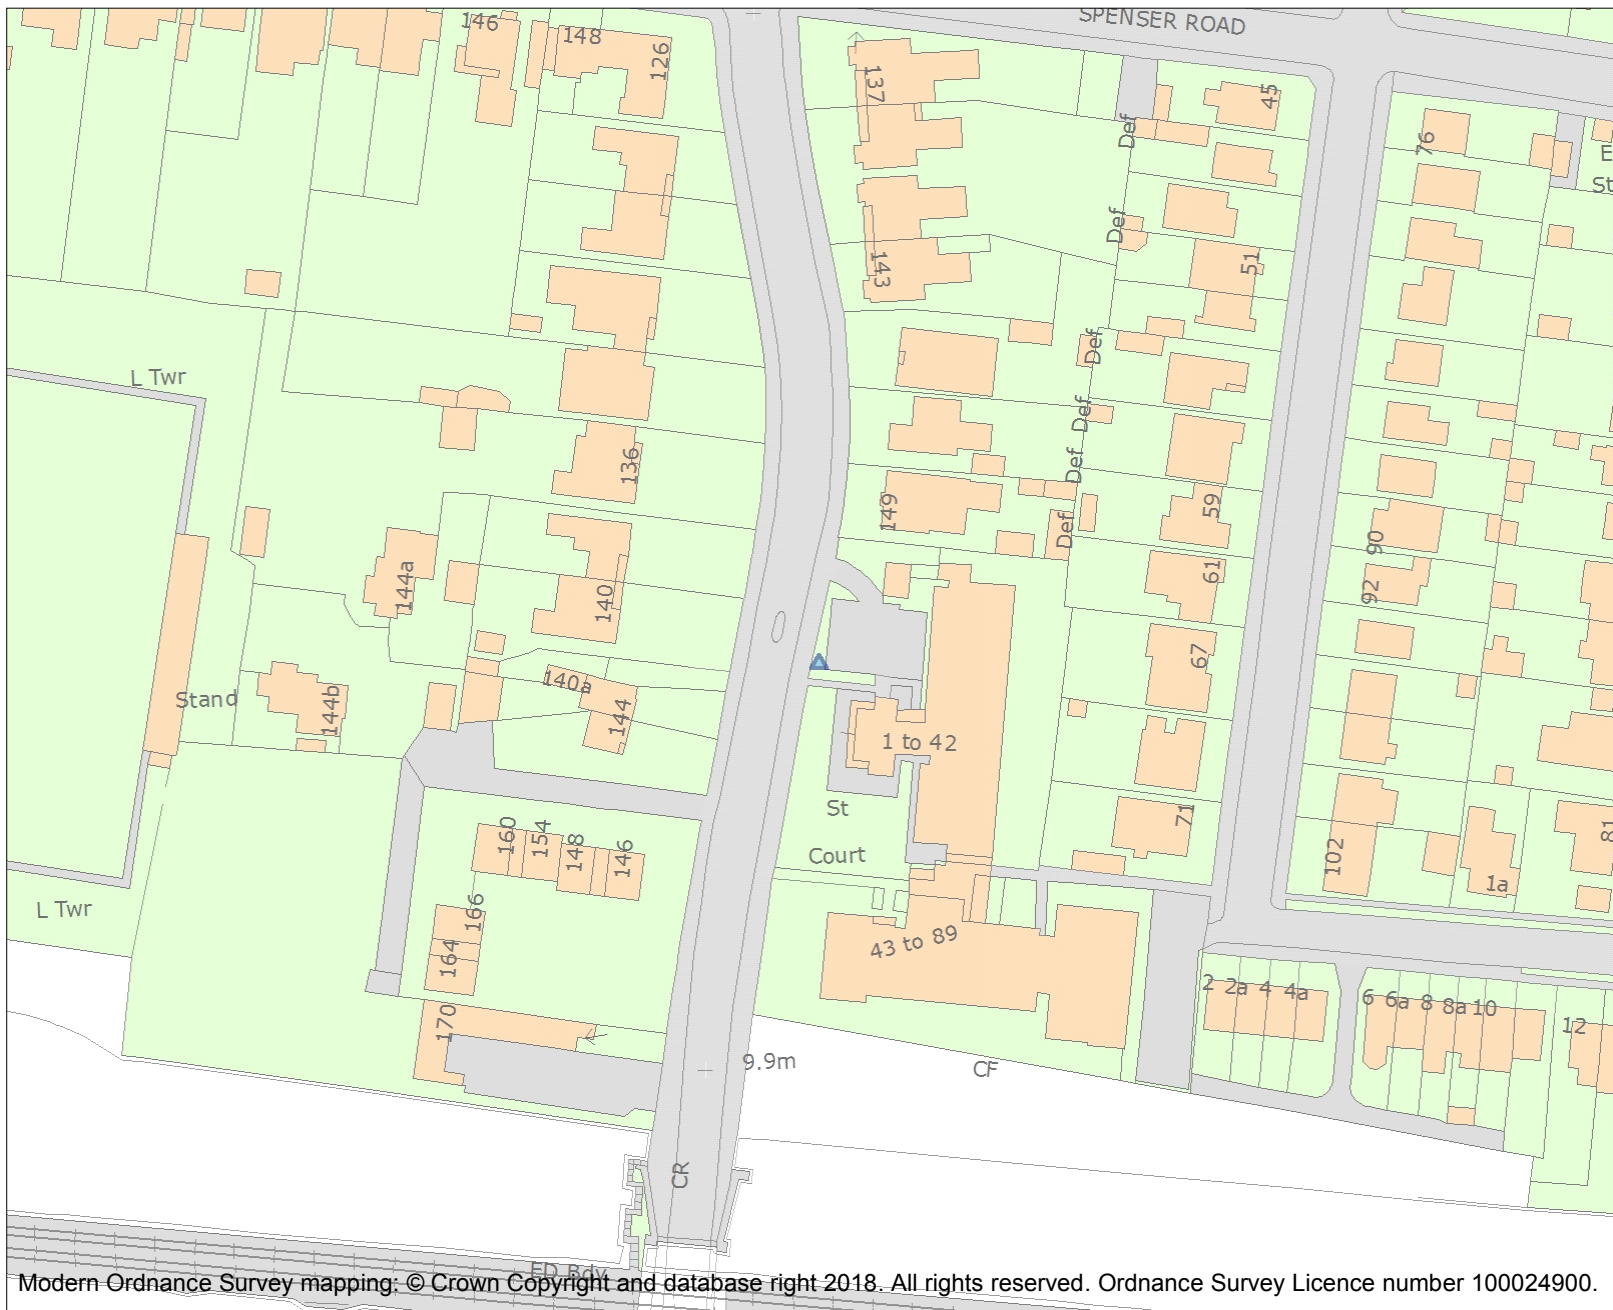 146
148
126
SPENSER ROAD
137
45
Def
76
E
St
Def
143
51
L Twr
Def
Def
136
Def
149
59
Def
90
144a
140
61
92
67
140a
Stand
144b
144
1 to 42
St
Court
71
160
154
148
146
102
81
1a
L Twr
166
164
43 to 89
2 2a 4 4a
6 6a 8 8a 10
12
170
9.9m
CF
CR
ED Bdy
Modern Ordnance Survey mapping: © Crown Copyright and database right 2018. All rights reserved. Ordnance Survey Licence number 100024900.